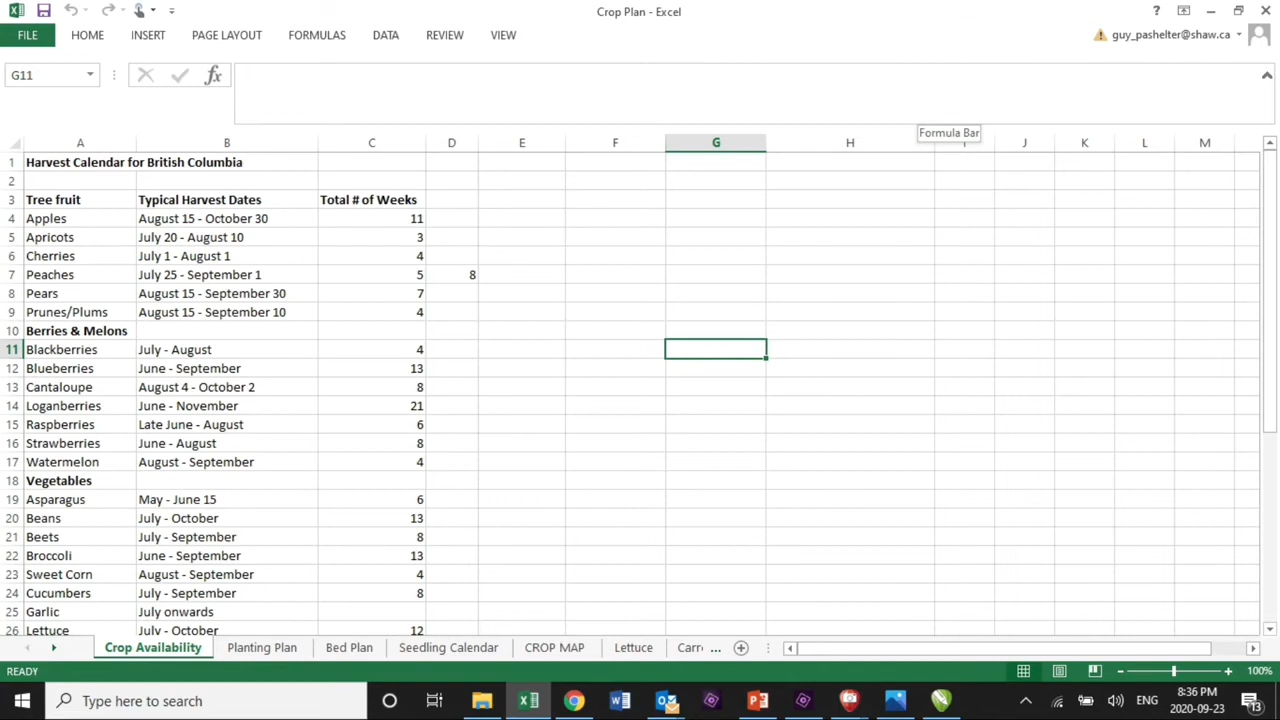 Crop Plan - Excel
?
FILE HOME INSERT PAGE LAYOUT FORMULAS DATA REVIEW VIEW guy_pashelter@shaw.ca
G11 fx
Formula Bar
A B C D E F G H I J K L M
1 Harvest Calendar for British Columbia
2
3 Tree fruit Typical Harvest Dates Total # of Weeks
4 Apples August 15 - October 30 11
5 Apricots July 20 - August 10 3
6 Cherries July 1 - August 1 4
7 Peaches July 25 - September 1 5 8
8 Pears August 15 - September 30 7
9 Prunes/Plums August 15 - September 10 4
10 Berries & Melons
11 Blackberries July - August 4
12 Blueberries June - September 13
13 Cantaloupe August 4 - October 2 8
14 Loganberries June - November 21
15 Raspberries Late June - August 6
16 Strawberries June - August 8
17 Watermelon August - September 4
18 Vegetables
19 Asparagus May - June 15 6
20 Beans July - October 13
21 Beets July - September 8
22 Broccoli June - September 13
23 Sweet Corn August - September 4
24 Cucumbers July - September 8
25 Garlic July onwards
26 Lettuce July - October 12
Crop Availability Planting Plan Bed Plan Seedling Calendar CROP MAP Lettuce Carr ...
READY 100%
Type here to search ENG 8:36 PM
2020-09-23 13